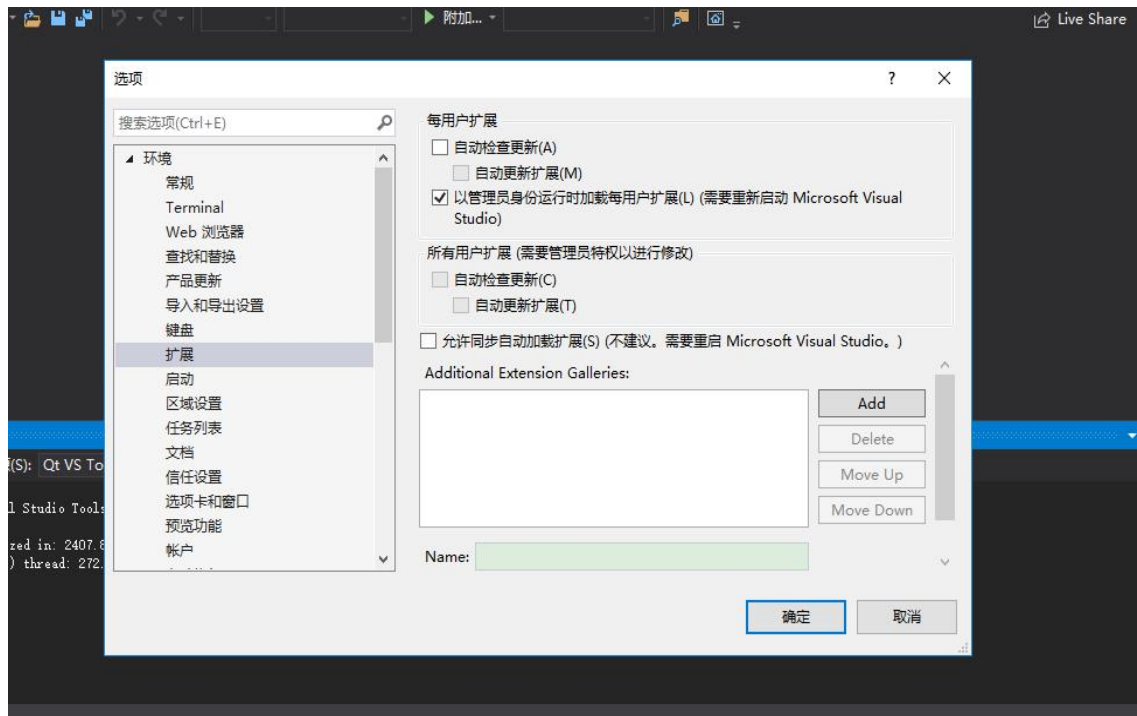 附加...
Live Share
选项
?
搜索选项(Ctrl+E)
环境
常规
Terminal
Web 浏览器
查找和替换
产品更新
导入和导出设置
键盘
扩展
启动
区域设置
任务列表
文档
信任设置
选项卡和窗口
预览功能
帐户
每用户扩展
自动检查更新(A)
自动更新扩展(M)
以管理员身份运行时加载每用户扩展(L) (需要重新启动 Microsoft Visual
Studio)
所有用户扩展 (需要管理员特权以进行修改)
自动检查更新(C)
自动更新扩展(T)
允许同步自动加载扩展(S) (不建议。需要重启 Microsoft Visual Studio。)
Additional Extension Galleries:
Add
Delete
Move Up
Move Down
Name:
确定
取消
(S): Qt VS To
l Studio Tools
zed in: 2407.8
) thread: 272.